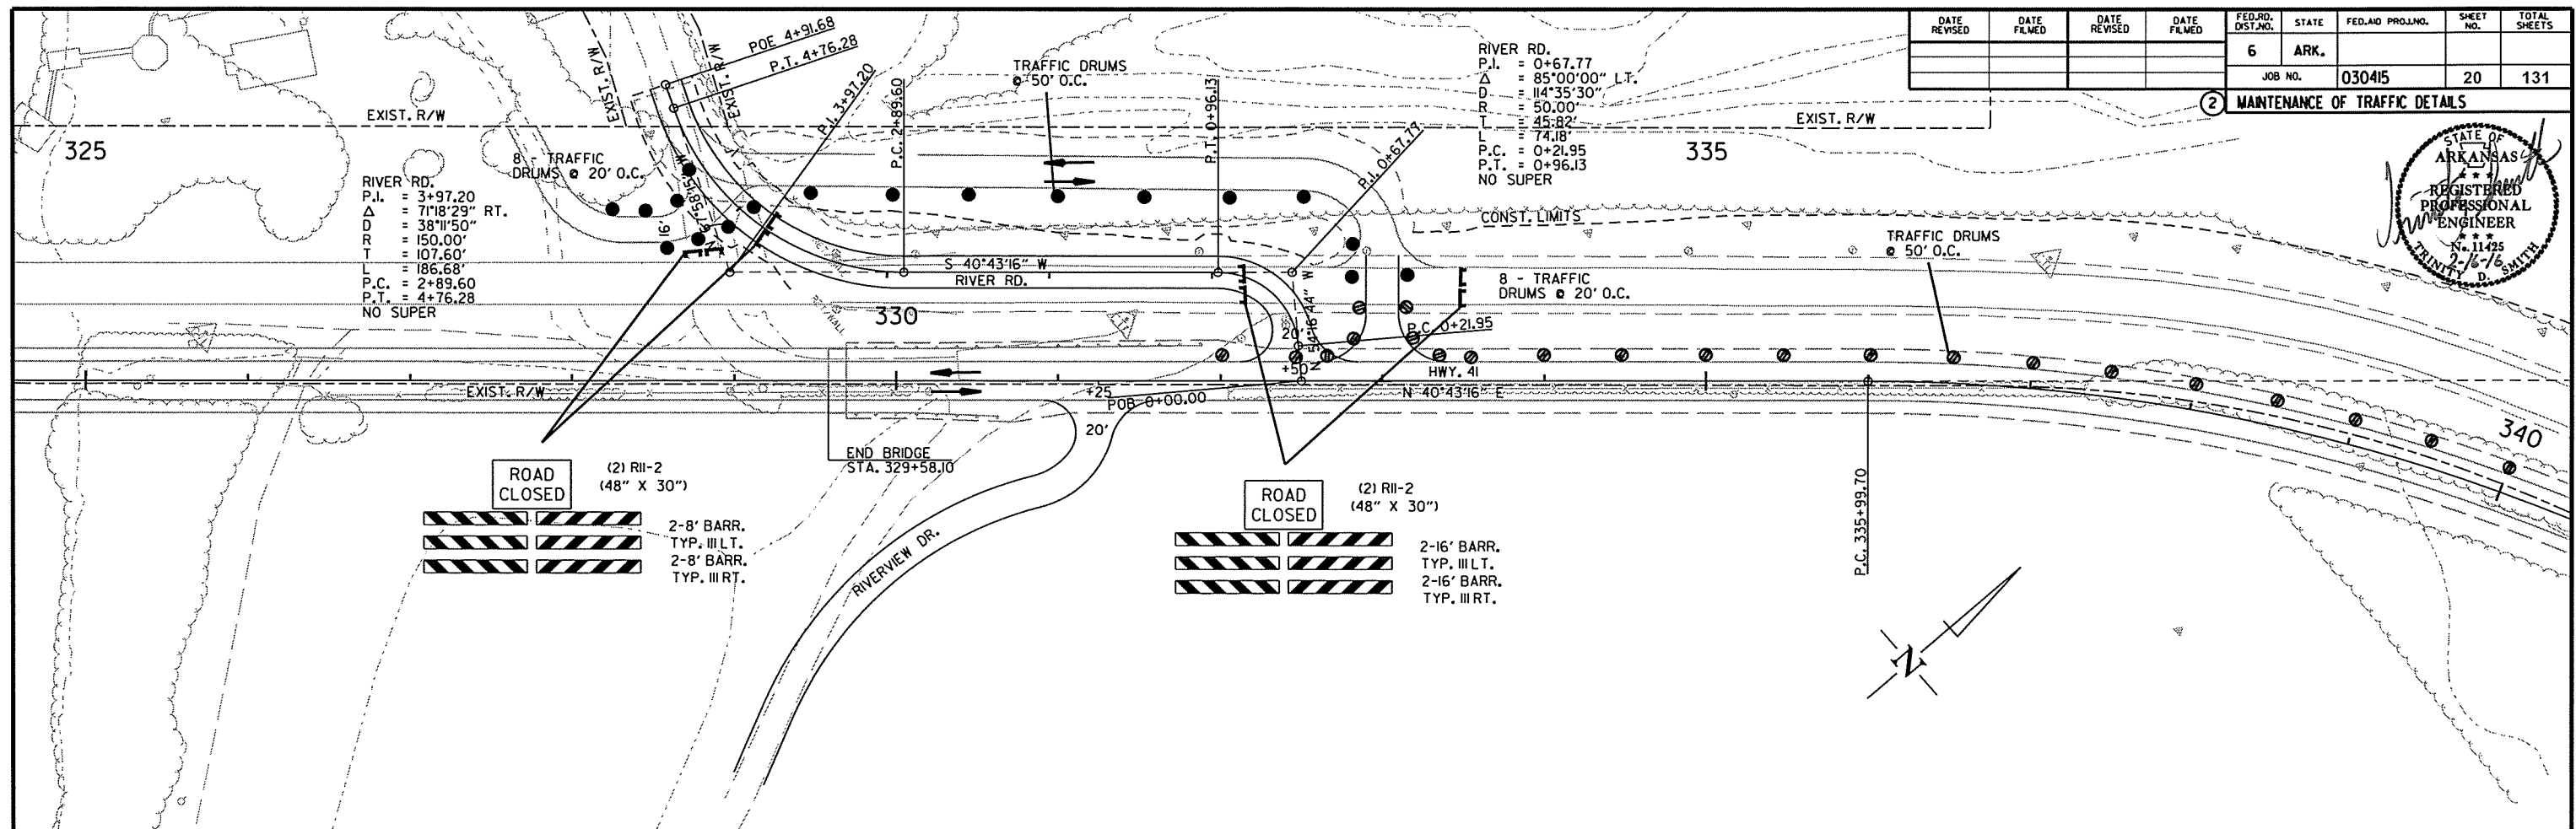 DATE REVISED
DATE FILMED
DATE REVISED
DATE FILMED
FED.RD. DIST.NO.
STATE
FED.AID PROJ.NO.
SHEET NO.
TOTAL SHEETS
6
ARK.
JOB NO.
030415
20
131
2
MAINTENANCE OF TRAFFIC DETAILS
STATE OF
ARKANSAS
REGISTERED
PROFESSIONAL
ENGINEER
No. 11425
2-16-16
TRINITY D. SMITH
POE 4+91.68
P.T. 4+76.28
P.I. 3+97.20
P.C. 2+89.60
P.T. 0+96.13
P.I. 0+67.77
EXIST. R/W
EXIST. R/W
EXIST. R/W
EXIST. R/W
TRAFFIC DRUMS
@ 50' O.C.
RIVER RD.
P.I. = 0+67.77
Δ = 85°00'00" LT.
D = 114°35'30"
R = 50.00'
T = 45.82'
L = 74.18'
P.C. = 0+21.95
P.T. = 0+96.13
NO SUPER
325
335
8 - TRAFFIC
DRUMS @ 20' O.C.
RIVER RD.
P.I. = 3+97.20
Δ = 71°18'29" RT.
D = 38°11'50"
R = 150.00'
T = 107.60'
L = 186.68'
P.C. = 2+89.60
P.T. = 4+76.28
NO SUPER
16'
CONST. LIMITS
TRAFFIC DRUMS
@ 50' O.C.
S 40°43'16" W
RIVER RD.
N 54°16'44" W
8 - TRAFFIC
DRUMS @ 20' O.C.
330
20'
P.C. 0+21.95
+50
HWY. 41
EXIST. R/W
+25
POB 0+00.00
N 40°43'16" E
20'
340
END BRIDGE
STA. 329+58.10
P.C. 335+99.70
ROAD
CLOSED
(2) R11-2
(48" X 30")
2-8' BARR.
TYP. III LT.
2-8' BARR.
TYP. III RT.
RIVERVIEW DR.
ROAD
CLOSED
(2) R11-2
(48" X 30")
2-16' BARR.
TYP. III LT.
2-16' BARR.
TYP. III RT.
N